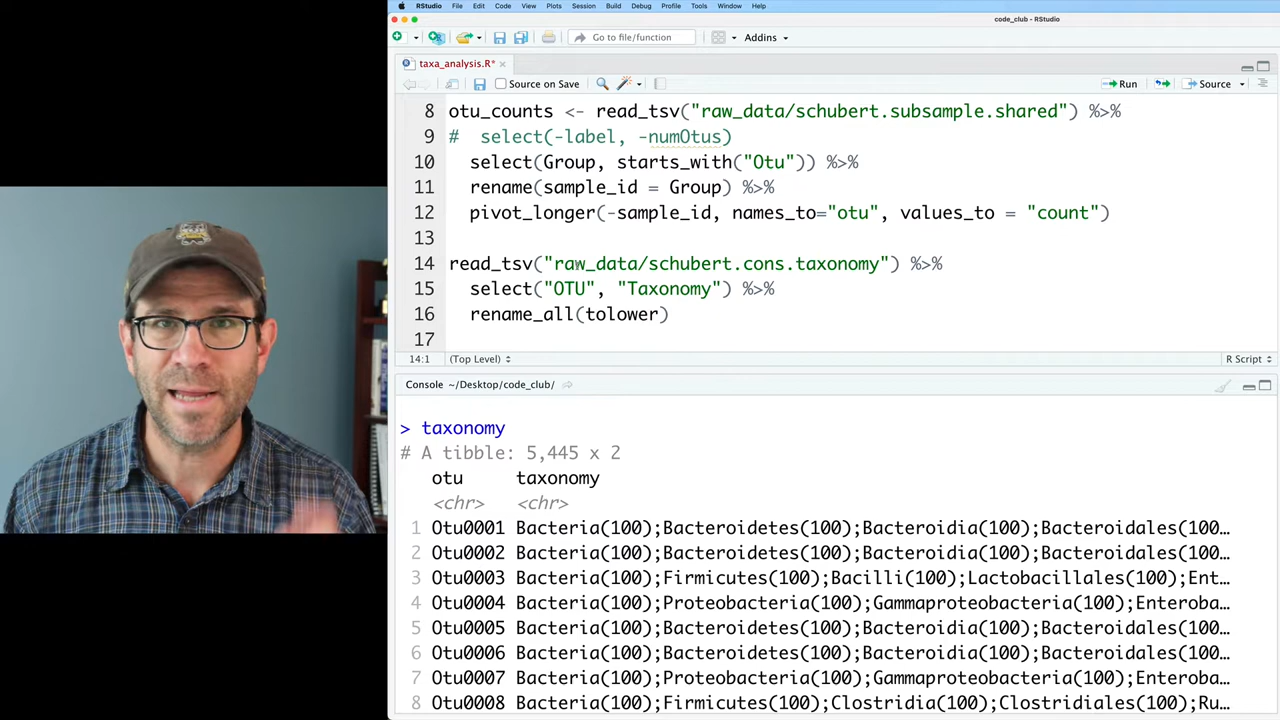 RStudio File Edit Code View Plots Session Build Debug Profile Tools Window Help
code_club - RStudio
Go to file/function Addins
taxa_analysis.R*
Source on Save Run Source
8 otu_counts <- read_tsv("raw_data/schubert.subsample.shared") %>%
9 # select(-label, -numOtus)
10 select(Group, starts_with("Otu")) %>%
11 rename(sample_id = Group) %>%
12 pivot_longer(-sample_id, names_to="otu", values_to = "count")
13
14 read_tsv("raw_data/schubert.cons.taxonomy") %>%
15 select("OTU", "Taxonomy") %>%
16 rename_all(tolower)
17
14:1 (Top Level) R Script
Console ~/Desktop/code_club/
> taxonomy
# A tibble: 5,445 x 2
otu taxonomy
<chr> <chr>
1 Otu0001 Bacteria(100);Bacteroidetes(100);Bacteroidia(100);Bacteroidales(100…
2 Otu0002 Bacteria(100);Bacteroidetes(100);Bacteroidia(100);Bacteroidales(100…
3 Otu0003 Bacteria(100);Firmicutes(100);Bacilli(100);Lactobacillales(100);Ent…
4 Otu0004 Bacteria(100);Proteobacteria(100);Gammaproteobacteria(100);Enteroba…
5 Otu0005 Bacteria(100);Bacteroidetes(100);Bacteroidia(100);Bacteroidales(100…
6 Otu0006 Bacteria(100);Bacteroidetes(100);Bacteroidia(100);Bacteroidales(100…
7 Otu0007 Bacteria(100);Proteobacteria(100);Gammaproteobacteria(100);Enteroba…
8 Otu0008 Bacteria(100);Firmicutes(100);Clostridia(100);Clostridiales(100);Ru…